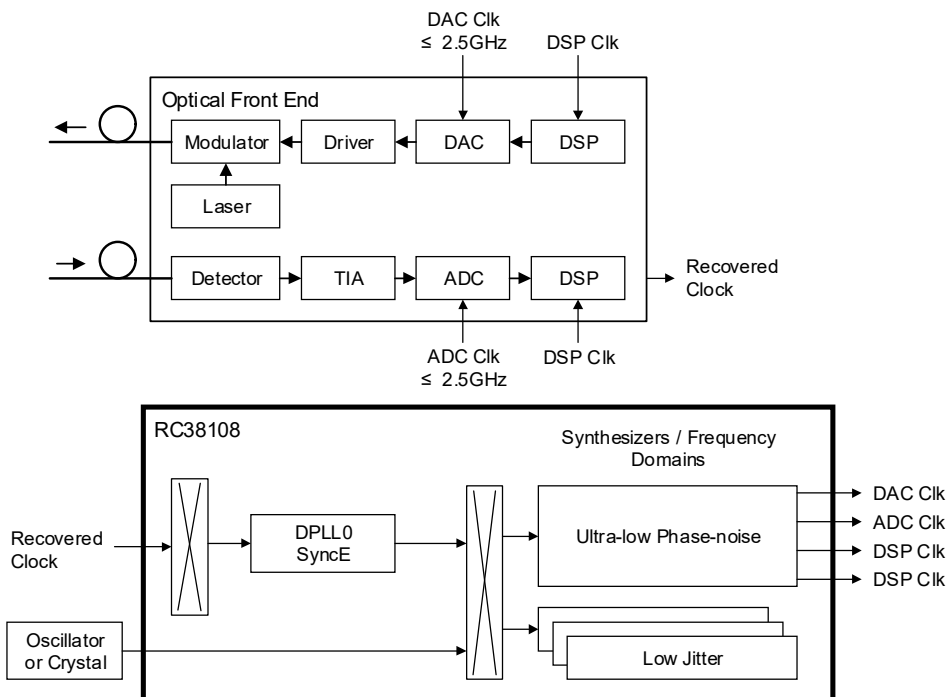 DAC Clk
≤ 2.5GHz
DSP Clk
Optical Front End
Modulator
Driver
DAC
DSP
Laser
Detector
TIA
ADC
DSP
Recovered
Clock
ADC Clk
≤ 2.5GHz
DSP Clk
RC38108
Synthesizers / Frequency
Domains
Recovered
Clock
DPLL0
SyncE
Ultra-low Phase-noise
DAC Clk
ADC Clk
DSP Clk
DSP Clk
Oscillator
or Crystal
Low Jitter